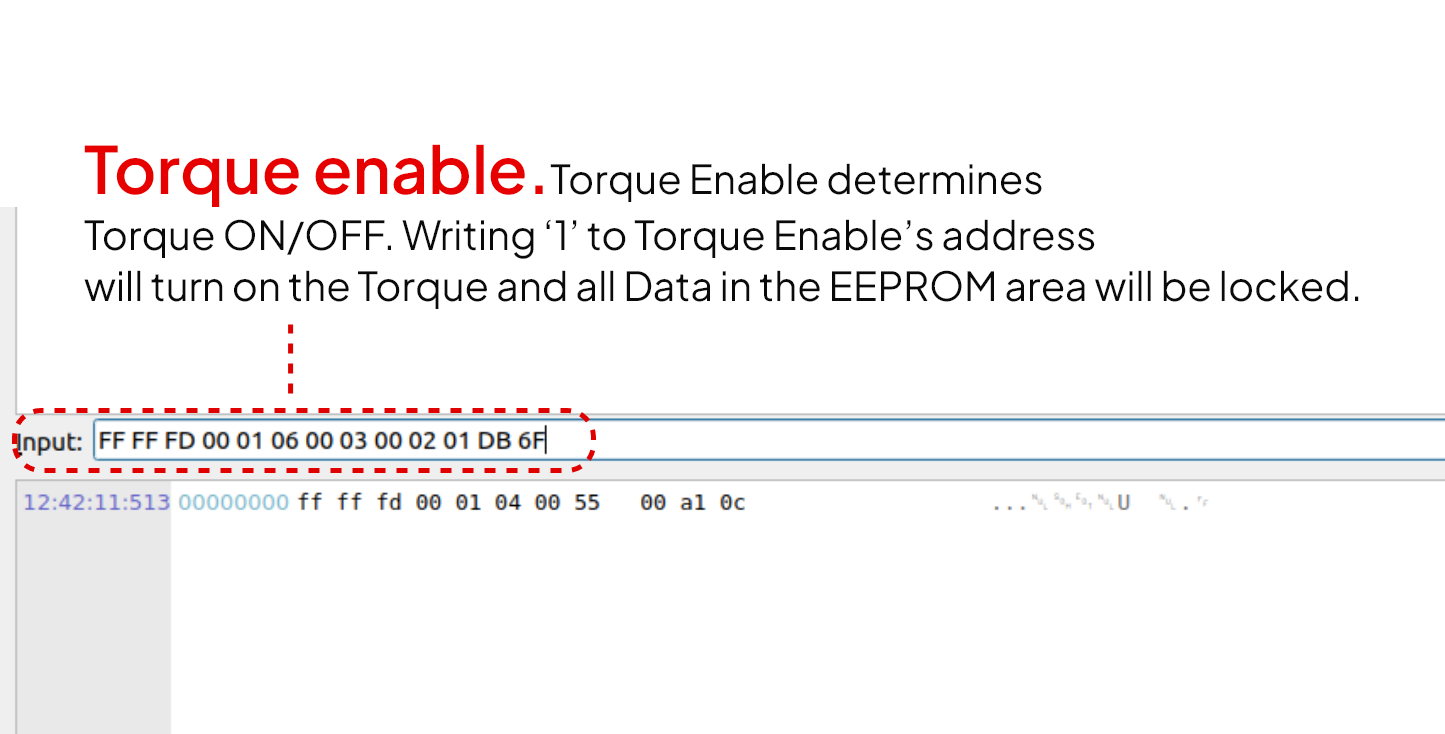 Torque enable. Torque Enable determines
Torque ON/OFF. Writing ‘1’ to Torque Enable’s address
will turn on the Torque and all Data in the EEPROM area will be locked.
Input: FF FF FD 00 01 06 00 03 00 02 01 DB 6F
12:42:11:513 00000000 ff ff fd 00 01 04 00 55 00 a1 0c ...␀␁␄␀U ␀.␌